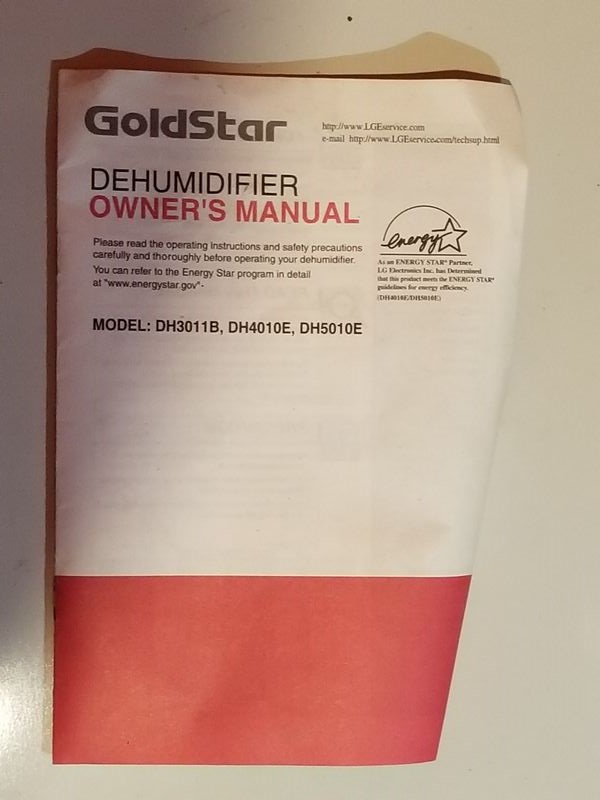 GoldStar
http://www.LGEservice.com
e-mail http://www.LGEservice.com/techsup.html
DEHUMIDIFIER
OWNER'S MANUAL
Please read the operating Instructions and safety precautions
carefully and thoroughly before operating your dehumidifier.
You can refer to the Energy Star program in detail
at "www.energystar.gov".
energy
As an ENERGY STAR® Partner,
LG Electronics Inc. has Determined
that this product meets the ENERGY STAR®
guidelines for energy efficiency.
(DH4010E/DH5010E)
MODEL: DH3011B, DH4010E, DH5010E